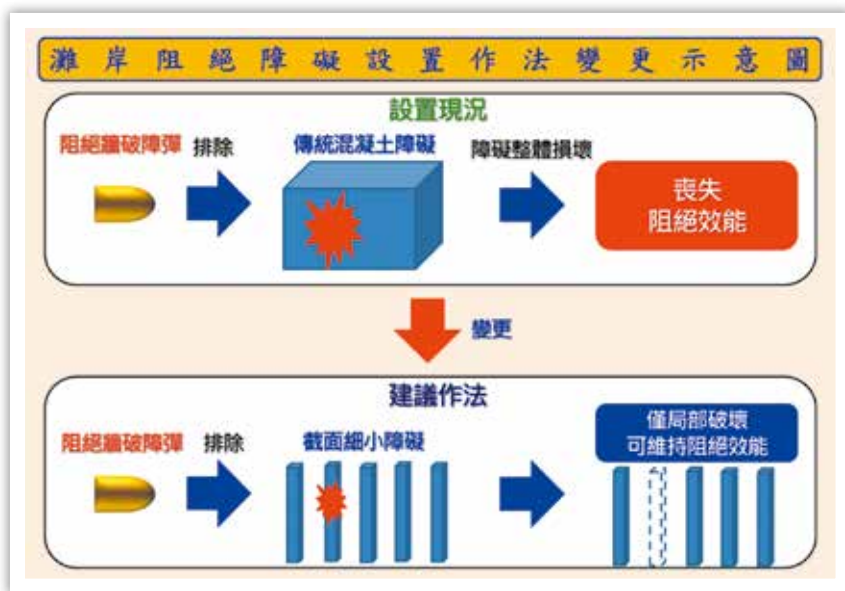 灘岸阻絕障礙設置作法變更示意圖
設置現況
阻絕牆破障彈 排除 傳統混凝土障礙 障礙整體損壞
喪失
阻絕效能
變更
建議作法
阻絕牆破障彈 排除 截面細小障礙
僅局部破壞
可維持阻絕效能